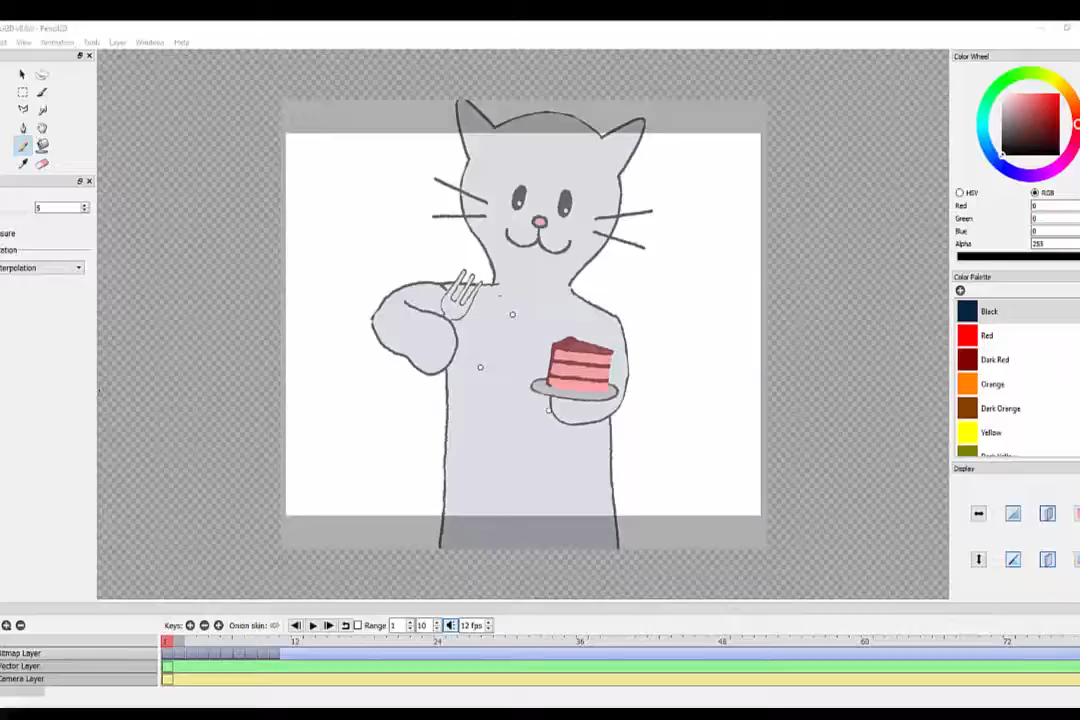 Pencil2D
View Animation Tools Layer Windows Help
Color Wheel
5
HSV RGB
Red 0
Green 0
Blue 0
Alpha 255
Color Palette
Black
Red
Dark Red
Orange
Dark Orange
Yellow
Display
Keys: Onion skin: Range 1 10 12 fps
1 12 24 36 48 60 72
Bitmap Layer
Vector Layer
Camera Layer